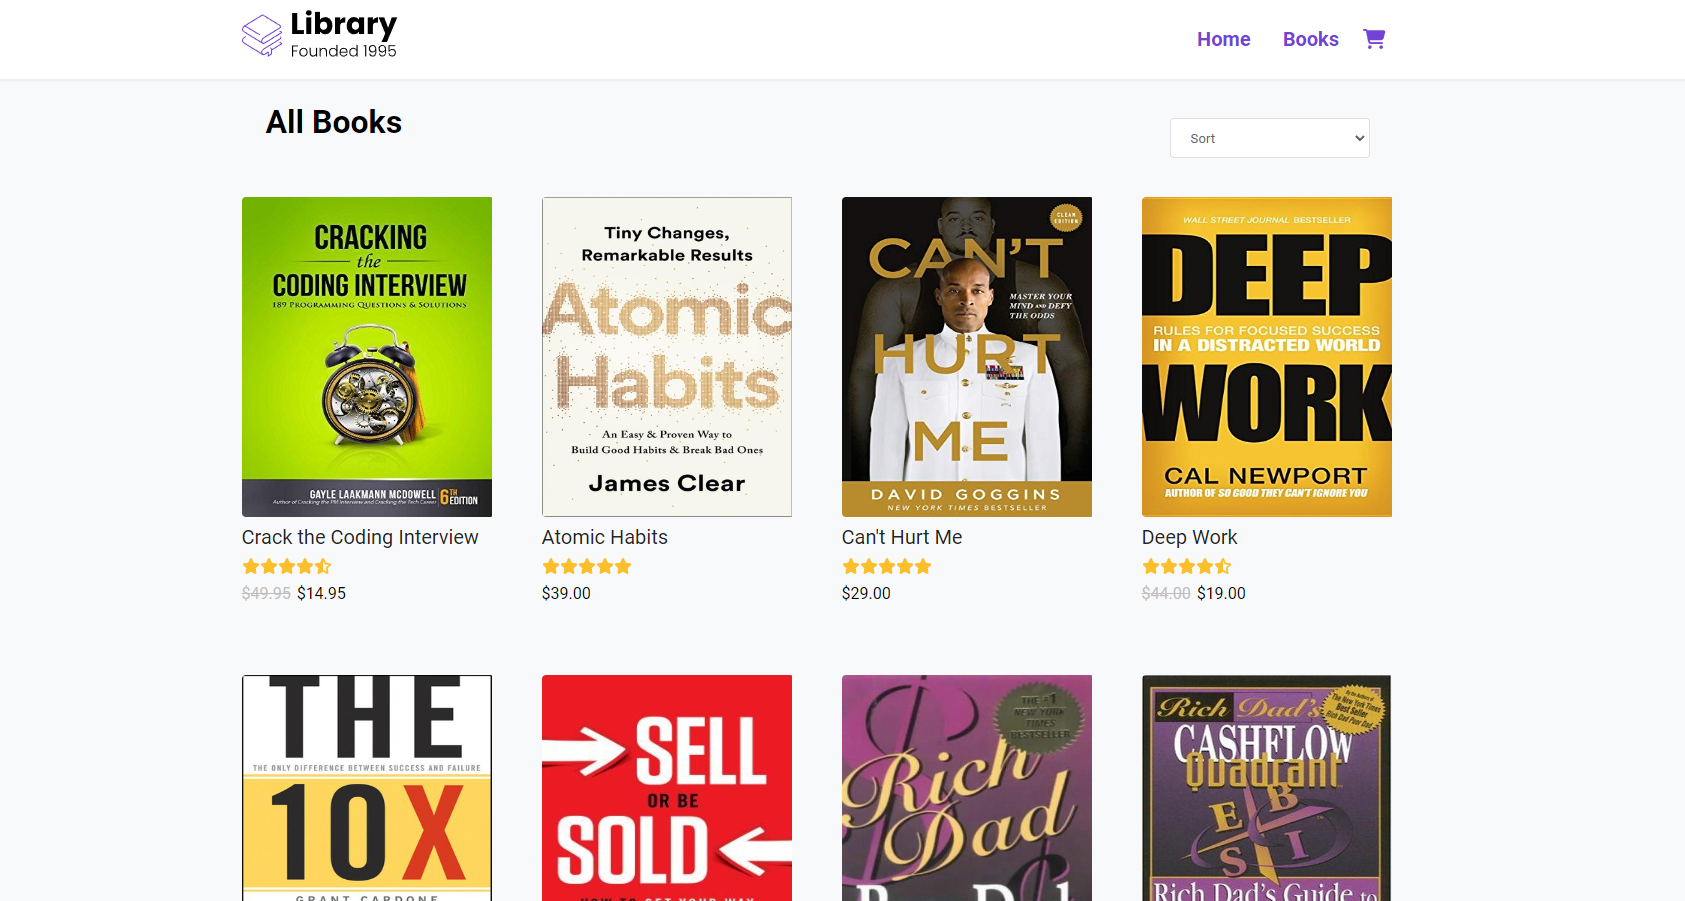 Library
Founded 1995
Home
Books
All Books
Sort
CRACKING
the
CODING INTERVIEW
189 PROGRAMMING QUESTIONS & SOLUTIONS
GAYLE LAAKMANN MCDOWELL
Author of Cracking the PM Interview and Cracking the Tech Career
6TH
EDITION
Crack the Coding Interview
$49.95 $14.95
Tiny Changes,
Remarkable Results
Atomic
Habits
An Easy & Proven Way to
Build Good Habits & Break Bad Ones
James Clear
Atomic Habits
$39.00
CLEAN
EDITION
CAN'T
MASTER YOUR
MIND AND DEFY
THE ODDS
HURT
ME
DAVID GOGGINS
NEW YORK TIMES BESTSELLER
Can't Hurt Me
$29.00
WALL STREET JOURNAL BESTSELLER
DEEP
RULES FOR FOCUSED SUCCESS
IN A DISTRACTED WORLD
WORK
CAL NEWPORT
AUTHOR OF SO GOOD THEY CAN'T IGNORE YOU
Deep Work
$44.00 $19.00
THE
THE ONLY DIFFERENCE BETWEEN SUCCESS AND FAILURE
10X
GRANT CARDONE
SELL
OR BE
SOLD
HOW TO GET YOUR WAY
THE #1
NEW YORK
TIMES
BESTSELLER
Rich
Dad
Poor Dad
Rich Dad's
By the Authors of
The New York Times
Best Seller
Rich Dad Poor Dad
CASHFLOW
Quadrant
E B
S I
Rich Dad's Guide to